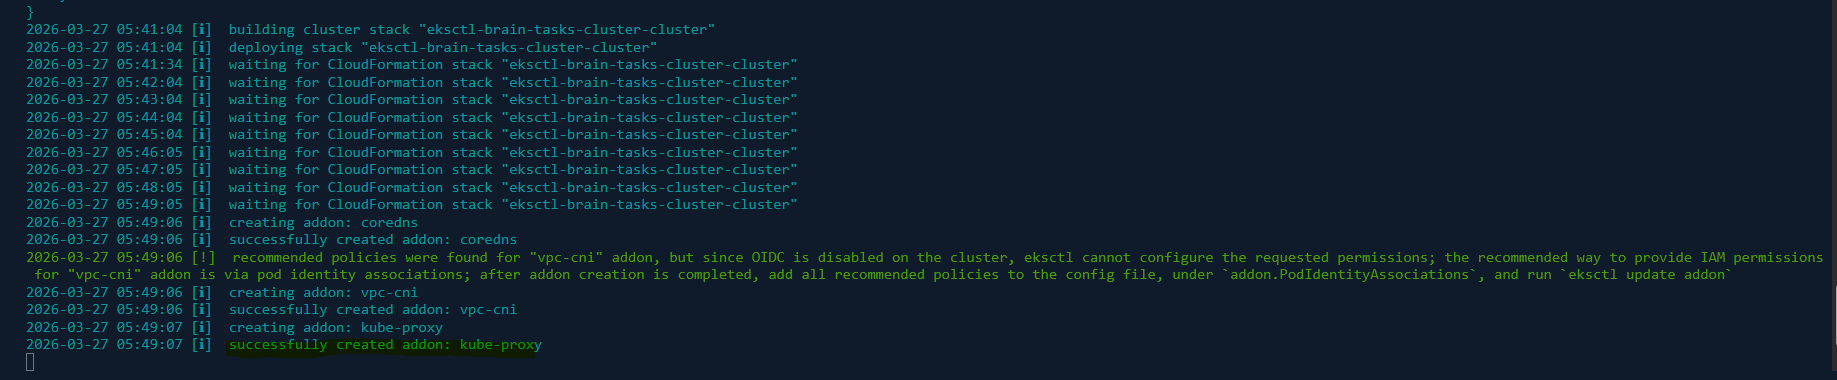 }
2026-03-27 05:41:04 [ℹ]  building cluster stack "eksctl-brain-tasks-cluster-cluster"
2026-03-27 05:41:04 [ℹ]  deploying stack "eksctl-brain-tasks-cluster-cluster"
2026-03-27 05:41:34 [ℹ]  waiting for CloudFormation stack "eksctl-brain-tasks-cluster-cluster"
2026-03-27 05:42:04 [ℹ]  waiting for CloudFormation stack "eksctl-brain-tasks-cluster-cluster"
2026-03-27 05:43:04 [ℹ]  waiting for CloudFormation stack "eksctl-brain-tasks-cluster-cluster"
2026-03-27 05:44:04 [ℹ]  waiting for CloudFormation stack "eksctl-brain-tasks-cluster-cluster"
2026-03-27 05:45:04 [ℹ]  waiting for CloudFormation stack "eksctl-brain-tasks-cluster-cluster"
2026-03-27 05:46:05 [ℹ]  waiting for CloudFormation stack "eksctl-brain-tasks-cluster-cluster"
2026-03-27 05:47:05 [ℹ]  waiting for CloudFormation stack "eksctl-brain-tasks-cluster-cluster"
2026-03-27 05:48:05 [ℹ]  waiting for CloudFormation stack "eksctl-brain-tasks-cluster-cluster"
2026-03-27 05:49:05 [ℹ]  waiting for CloudFormation stack "eksctl-brain-tasks-cluster-cluster"
2026-03-27 05:49:06 [ℹ]  creating addon: coredns
2026-03-27 05:49:06 [ℹ]  successfully created addon: coredns
2026-03-27 05:49:06 [!]  recommended policies were found for "vpc-cni" addon, but since OIDC is disabled on the cluster, eksctl cannot configure the requested permissions; the recommended way to provide IAM permissions
for "vpc-cni" addon is via pod identity associations; after addon creation is completed, add all recommended policies to the config file, under `addon.PodIdentityAssociations`, and run `eksctl update addon`
2026-03-27 05:49:06 [ℹ]  creating addon: vpc-cni
2026-03-27 05:49:06 [ℹ]  successfully created addon: vpc-cni
2026-03-27 05:49:07 [ℹ]  creating addon: kube-proxy
2026-03-27 05:49:07 [ℹ]  successfully created addon: kube-proxy